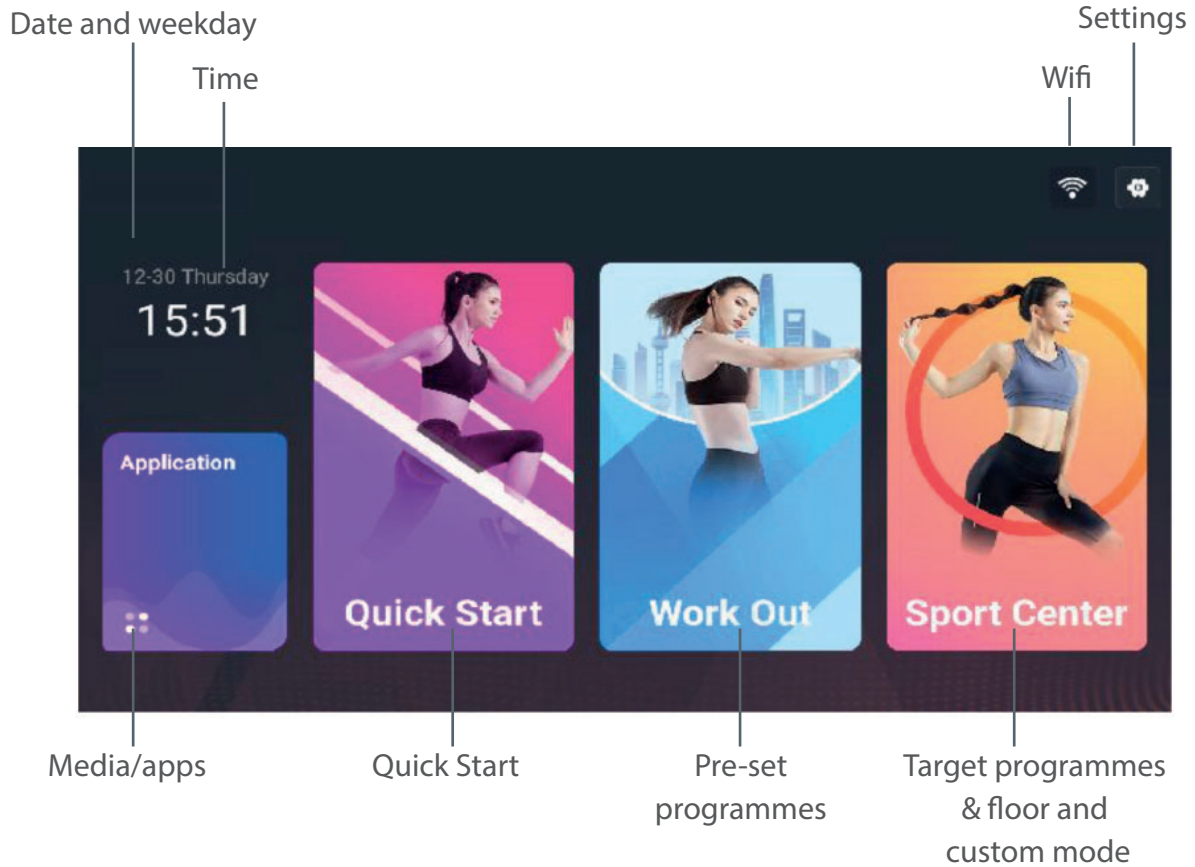 Date and weekday
Settings
Time
Wifi
12-30 Thursday
15:51
Application
Quick Start
Work Out
Sport Center
Media/apps
Quick Start
Pre-set
programmes
Target programmes
& floor and
custom mode